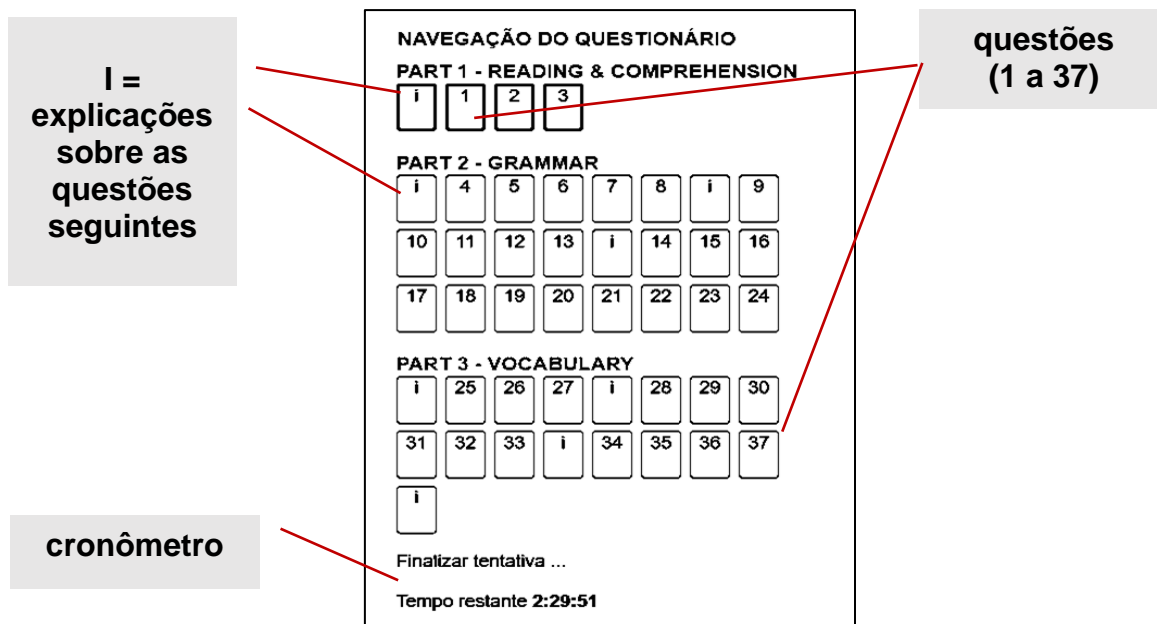 I =
explicações
sobre as
questões
seguintes
NAVEGAÇÃO DO QUESTIONÁRIO
PART 1 - READING & COMPREHENSION
i 1 2 3
PART 2 - GRAMMAR
i 4 5 6 7 8 i 9
10 11 12 13 i 14 15 16
17 18 19 20 21 22 23 24
PART 3 - VOCABULARY
i 25 26 27 i 28 29 30
31 32 33 i 34 35 36 37
i
Finalizar tentativa ...
Tempo restante 2:29:51
questões
(1 a 37)
cronômetro